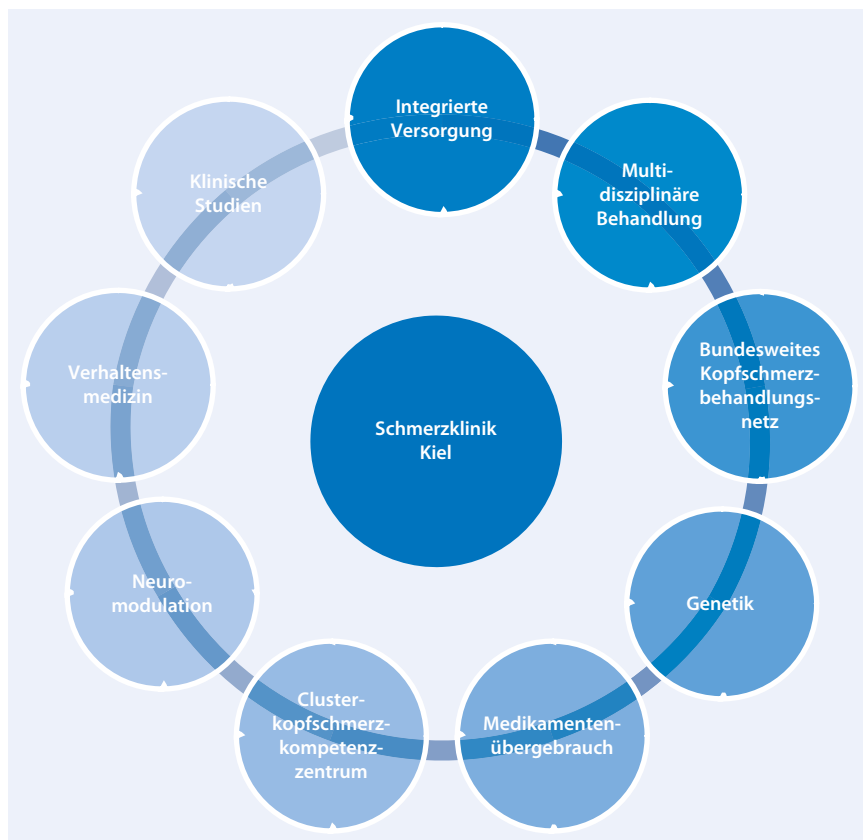 Integrierte
Versorgung
Multi-
disziplinäre
Behandlung
Bundesweites
Kopfschmerz-
behandlungs-
netz
Genetik
Medikamenten-
übergebrauch
Cluster-
kopfschmerz-
kompetenz-
zentrum
Neuro-
modulation
Verhaltens-
medizin
Klinische
Studien
Schmerzklinik
Kiel